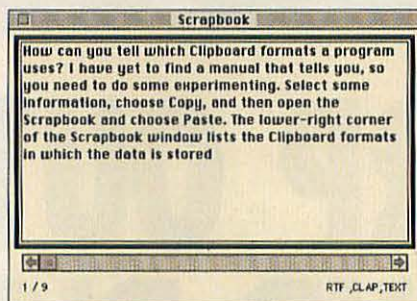 Scrapbook
How can you tell which Clipboard formats a program
uses? I have yet to find a manual that tells you, so
you need to do some experimenting. Select some
information, choose Copy, and then open the
Scrapbook and choose Paste. The lower-right corner
of the Scrapbook window lists the Clipboard formats
in which the data is stored
1 / 9
RTF ,CLAP,TEXT